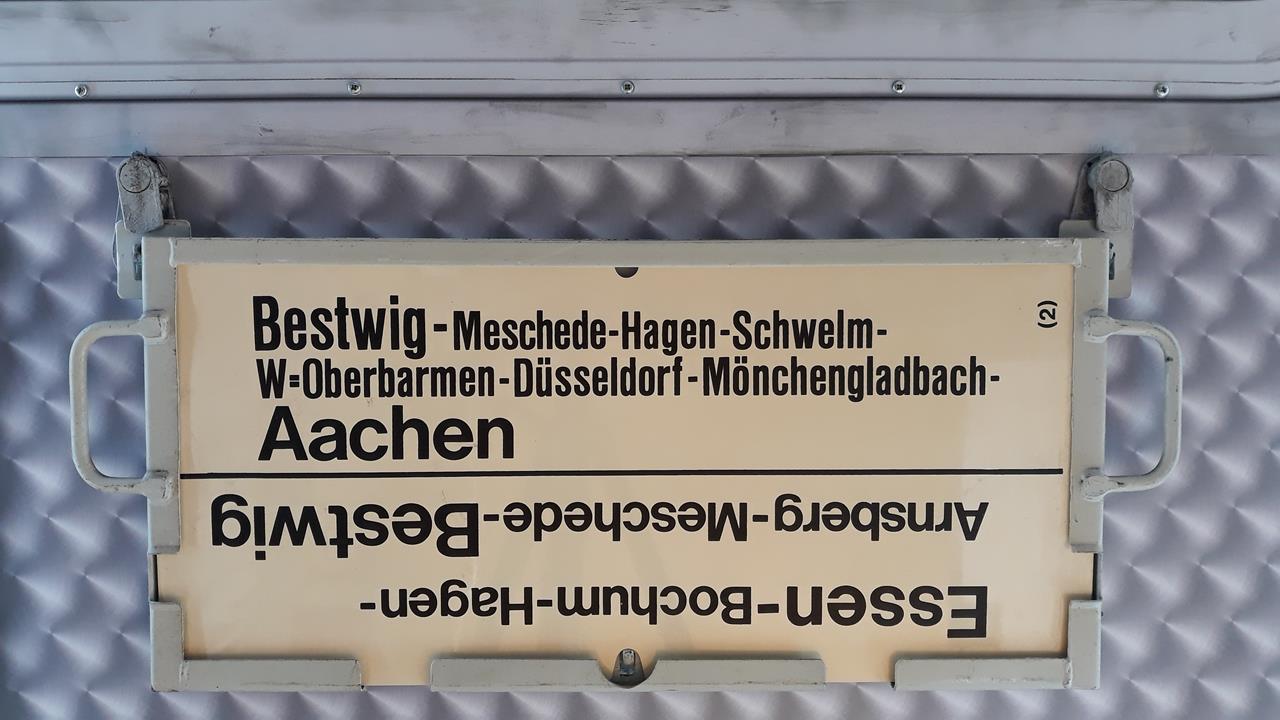 Bestwig-Meschede-Hagen-Schwelm-
W=Oberbarmen-Düsseldorf-Mönchengladbach-
Aachen
(2)
Essen-Bochum-Hagen-
Arnsberg-Meschede-Bestwig